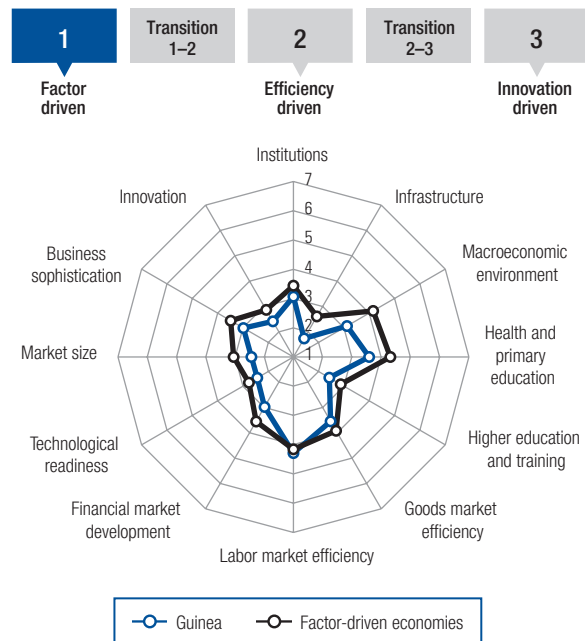 1
Transition
1–2
2
Transition
2–3
3
Factor
driven
Efficiency
driven
Innovation
driven
Institutions
7
6
5
4
3
2
1
Innovation
Infrastructure
Business
sophistication
Macroeconomic
environment
Market size
Health and
primary
education
Technological
readiness
Higher education
and training
Financial market
development
Goods market
efficiency
Labor market efficiency
Guinea
Factor-driven economies